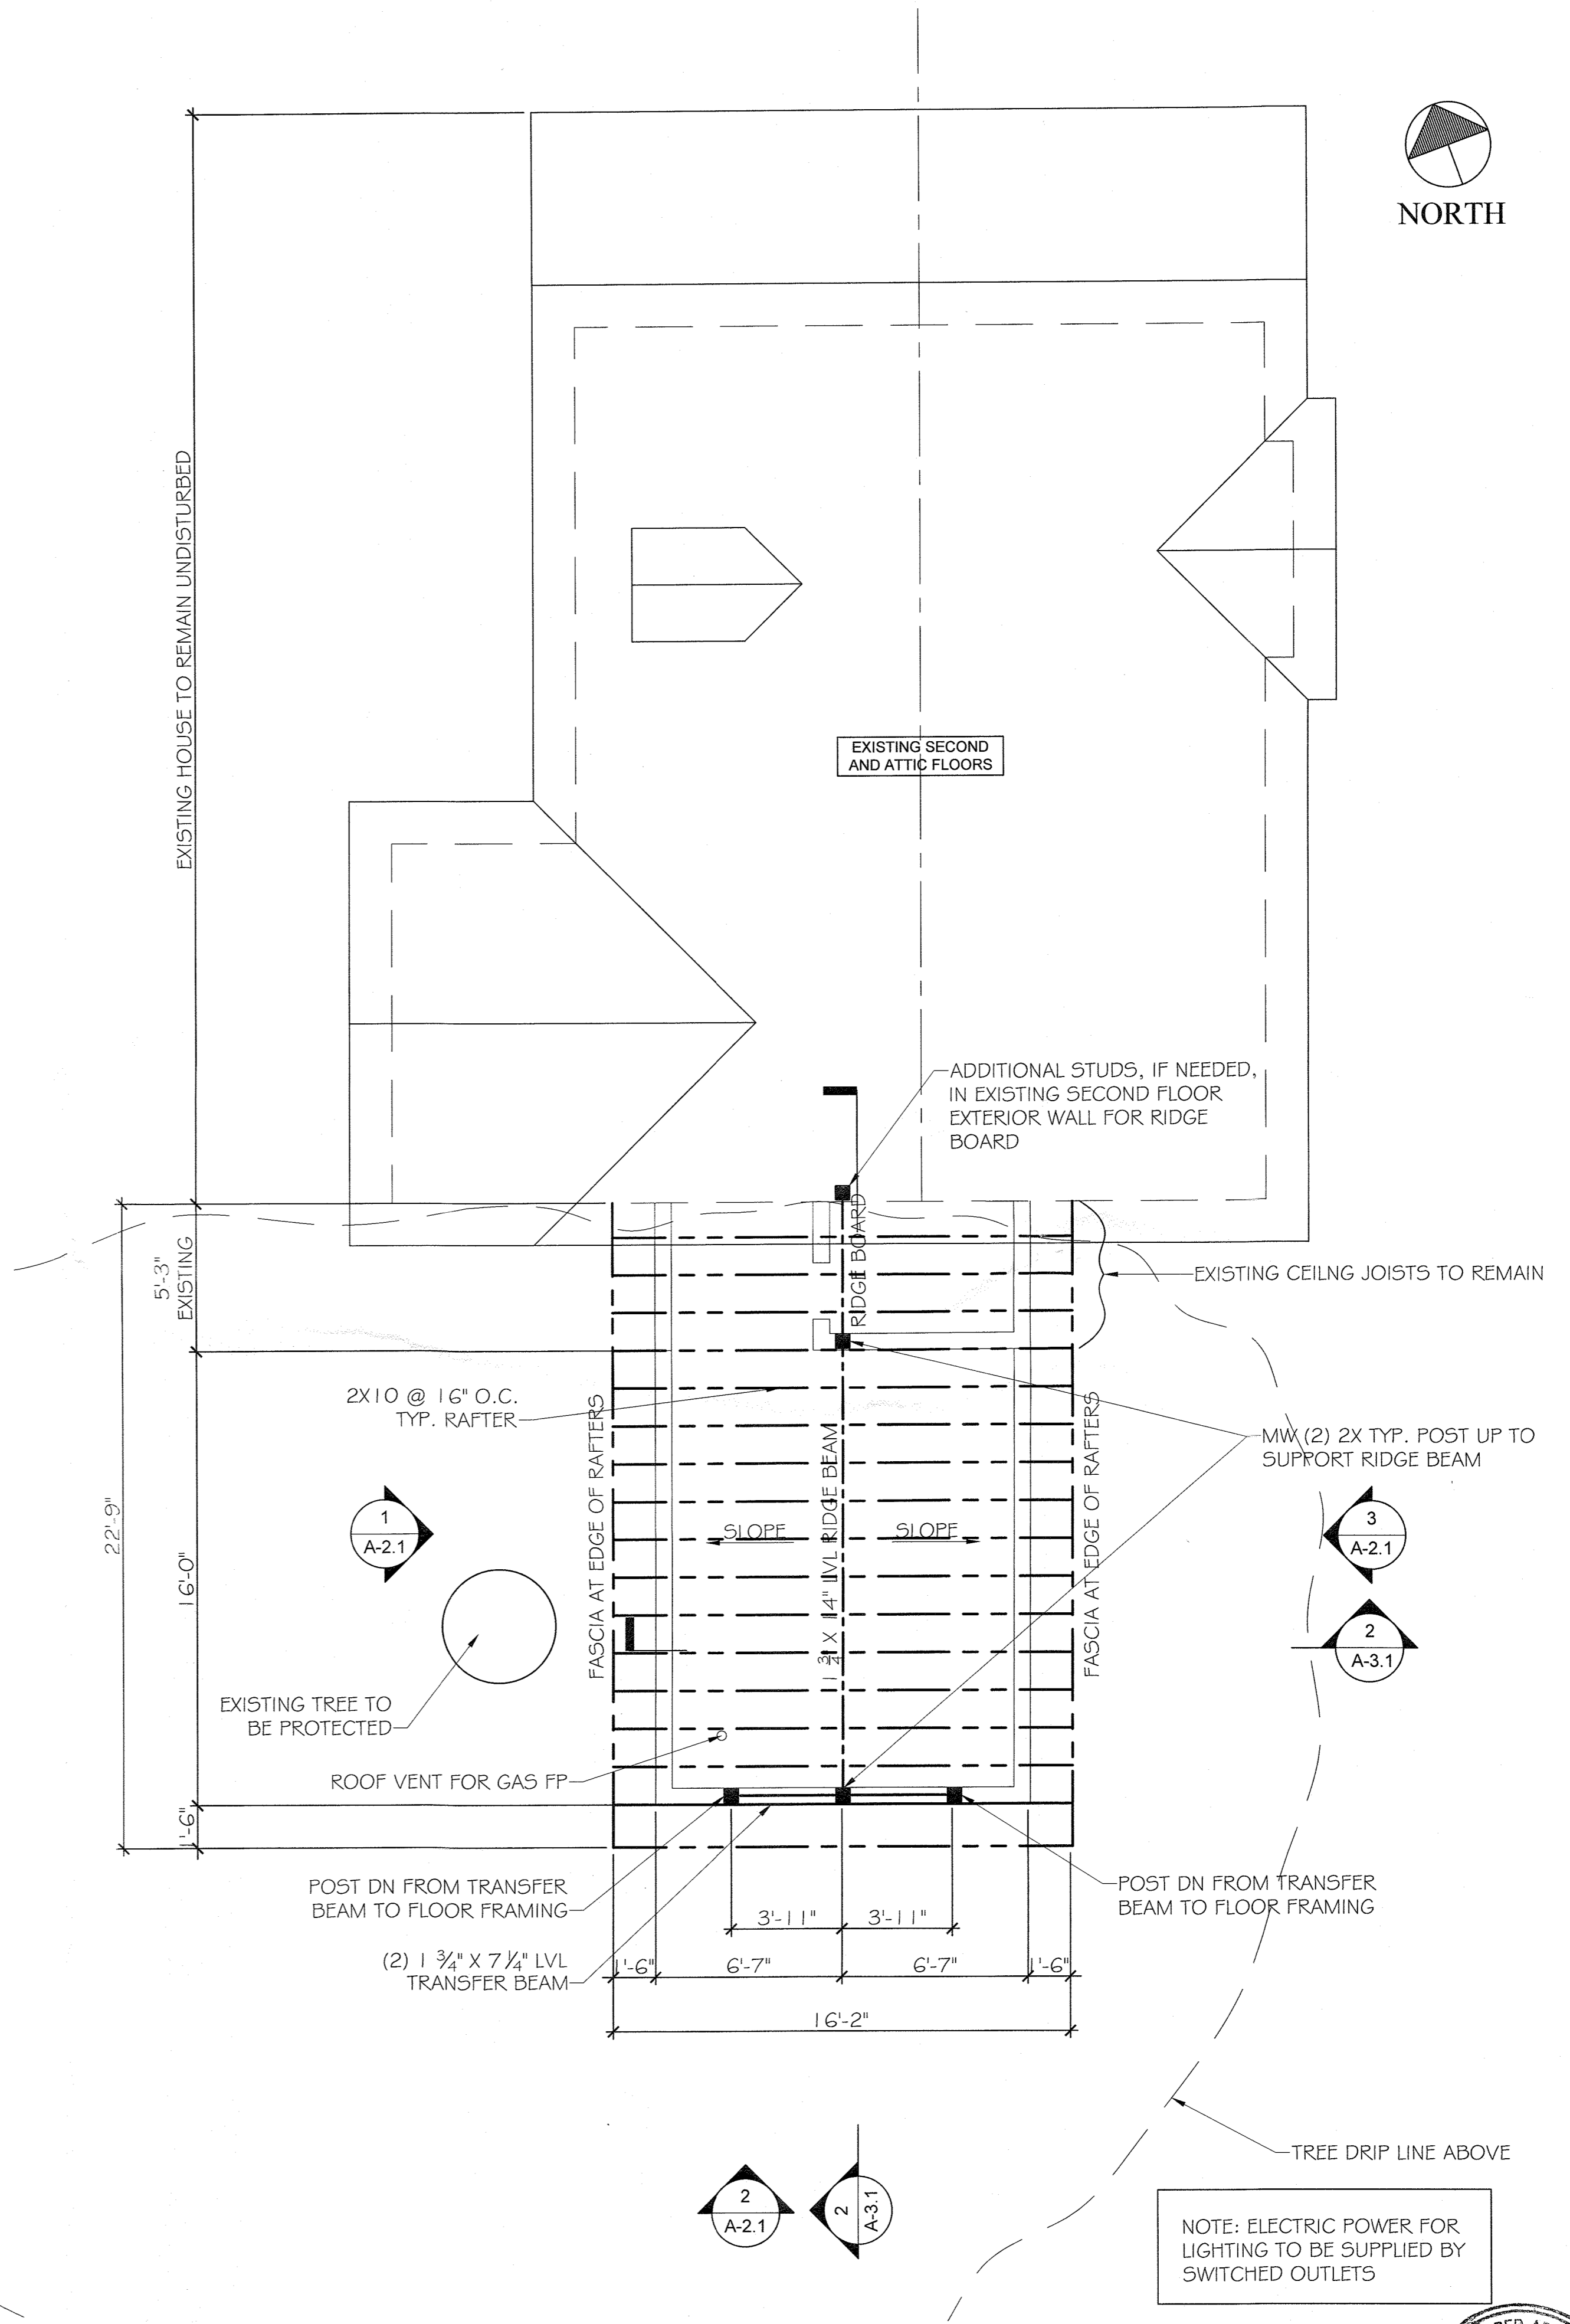 NORTH
EXISTING HOUSE TO REMAIN UNDISTURBED
EXISTING SECOND
AND ATTIC FLOORS
ADDITIONAL STUDS, IF NEEDED,
IN EXISTING SECOND FLOOR
EXTERIOR WALL FOR RIDGE
BOARD
RIDGE BOARD
5'-3"
EXISTING
EXISTING CEILNG JOISTS TO REMAIN
2X10 @ 16" O.C.
TYP. RAFTER
FASCIA AT EDGE OF RAFTERS
1 3/4" X 14" LVL RIDGE BEAM
FASCIA AT EDGE OF RAFTERS
MW (2) 2X TYP. POST UP TO
SUPPORT RIDGE BEAM
22'-9"
16'-0"
1
A-2.1
SLOPE
SLOPE
3
A-2.1
2
A-3.1
EXISTING TREE TO
BE PROTECTED
ROOF VENT FOR GAS FP
1'-6"
POST DN FROM TRANSFER
BEAM TO FLOOR FRAMING
POST DN FROM TRANSFER
BEAM TO FLOOR FRAMING
3'-11"
3'-11"
(2) 1 3/4" X 7 1/4" LVL
TRANSFER BEAM
1'-6"
6'-7"
6'-7"
1'-6"
16'-2"
TREE DRIP LINE ABOVE
2
A-2.1
2
A-3.1
NOTE: ELECTRIC POWER FOR
LIGHTING TO BE SUPPLIED BY
SWITCHED OUTLETS